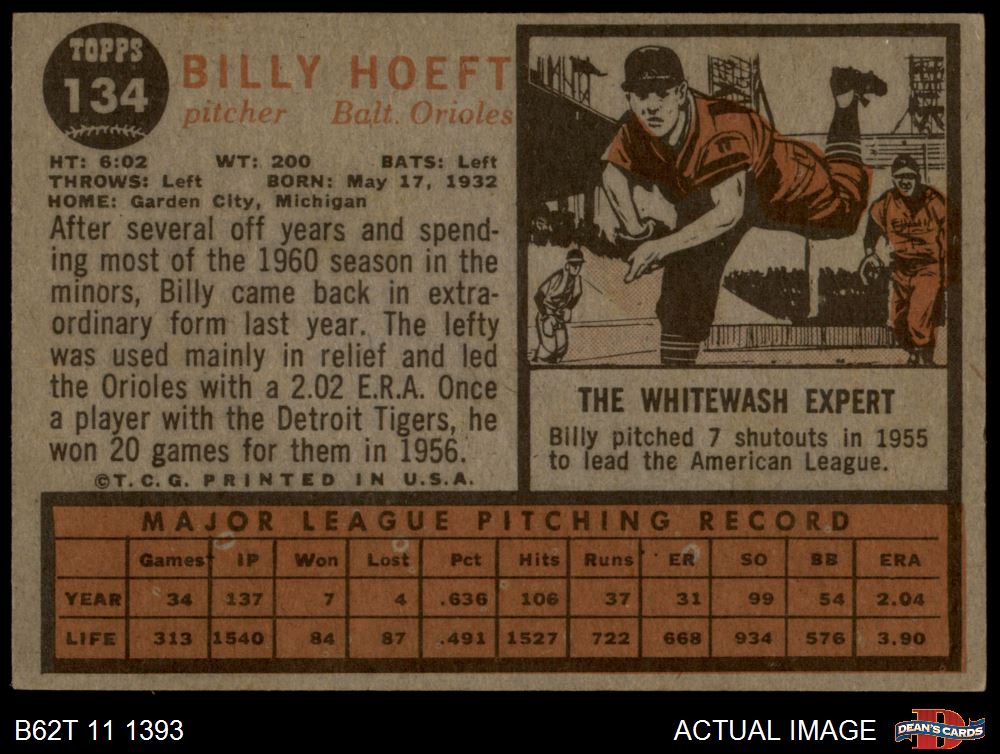 TOPPS
134
BILLY HOEFT
pitcher Balt. Orioles
HT: 6:02 WT: 200 BATS: Left
THROWS: Left BORN: May 17, 1932
HOME: Garden City, Michigan
After several off years and spend-
ing most of the 1960 season in the
minors, Billy came back in extra-
ordinary form last year. The lefty
was used mainly in relief and led
the Orioles with a 2.02 E.R.A. Once
a player with the Detroit Tigers, he
won 20 games for them in 1956.
©T.C.G. PRINTED IN U.S.A.
THE WHITEWASH EXPERT
Billy pitched 7 shutouts in 1955
to lead the American League.
MAJOR LEAGUE PITCHING RECORD
Games IP Won Lost Pct Hits Runs ER SO BB ERA
YEAR 34 137 7 4 .636 106 37 31 99 54 2.04
LIFE 313 1540 84 87 .491 1527 722 668 934 576 3.90
B62T 11 1393 ACTUAL IMAGE
D
DEAN'S CARDS